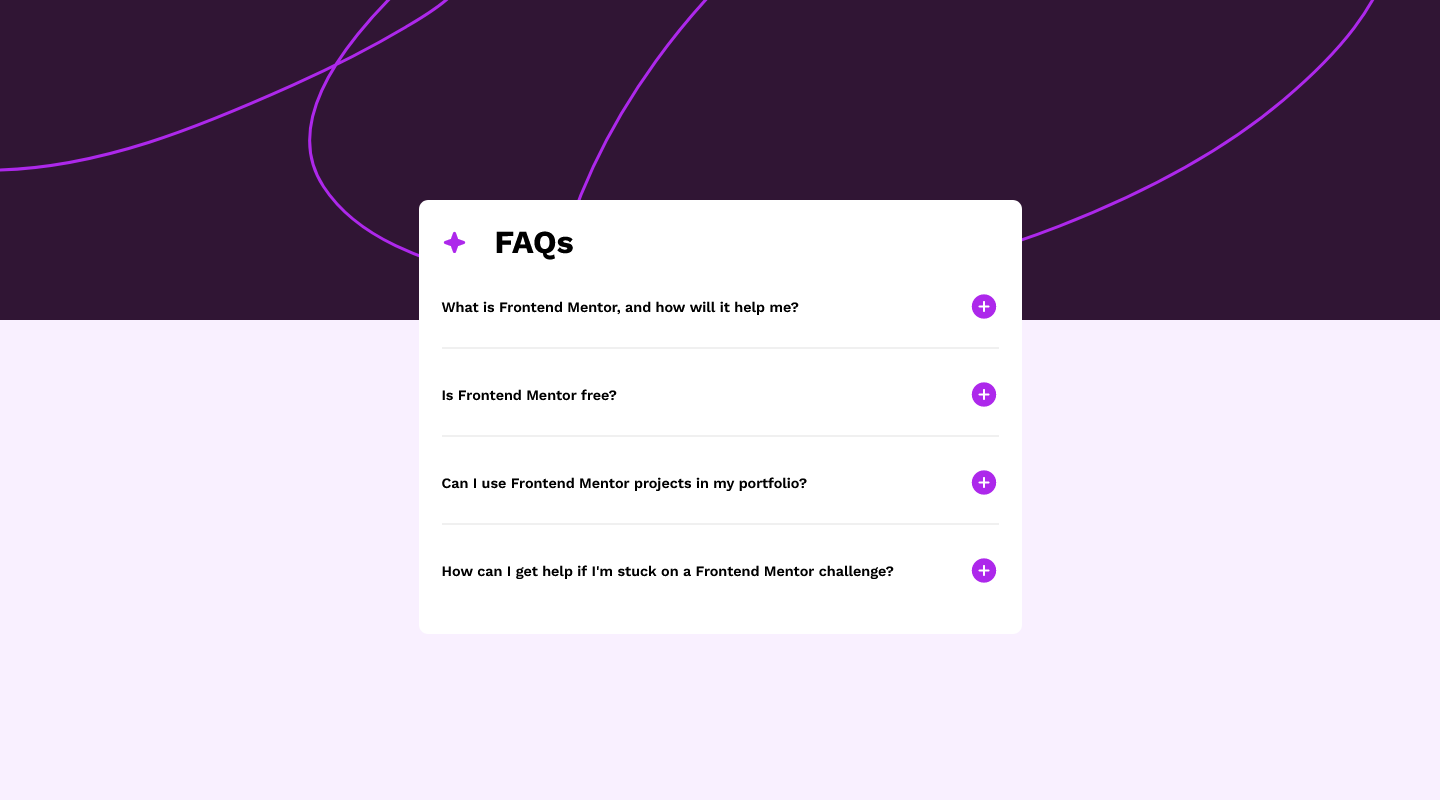 FAQs
What is Frontend Mentor, and how will it help me?
Is Frontend Mentor free?
Can I use Frontend Mentor projects in my portfolio?
How can I get help if I'm stuck on a Frontend Mentor challenge?